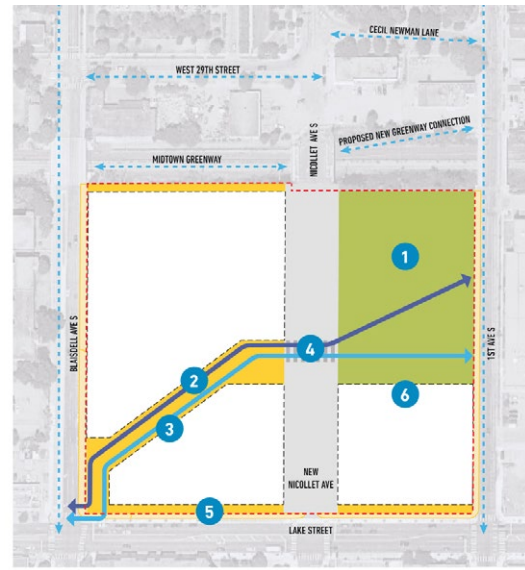 CECIL NEWMAN LANE
WEST 29TH STREET
NICOLLET AVE S
PROPOSED NEW GREENWAY CONNECTION
MIDTOWN GREENWAY
1
BLAISDELL AVE S
1ST AVE S
4
2
6
3
NEW
NICOLLET AVE
5
LAKE STREET